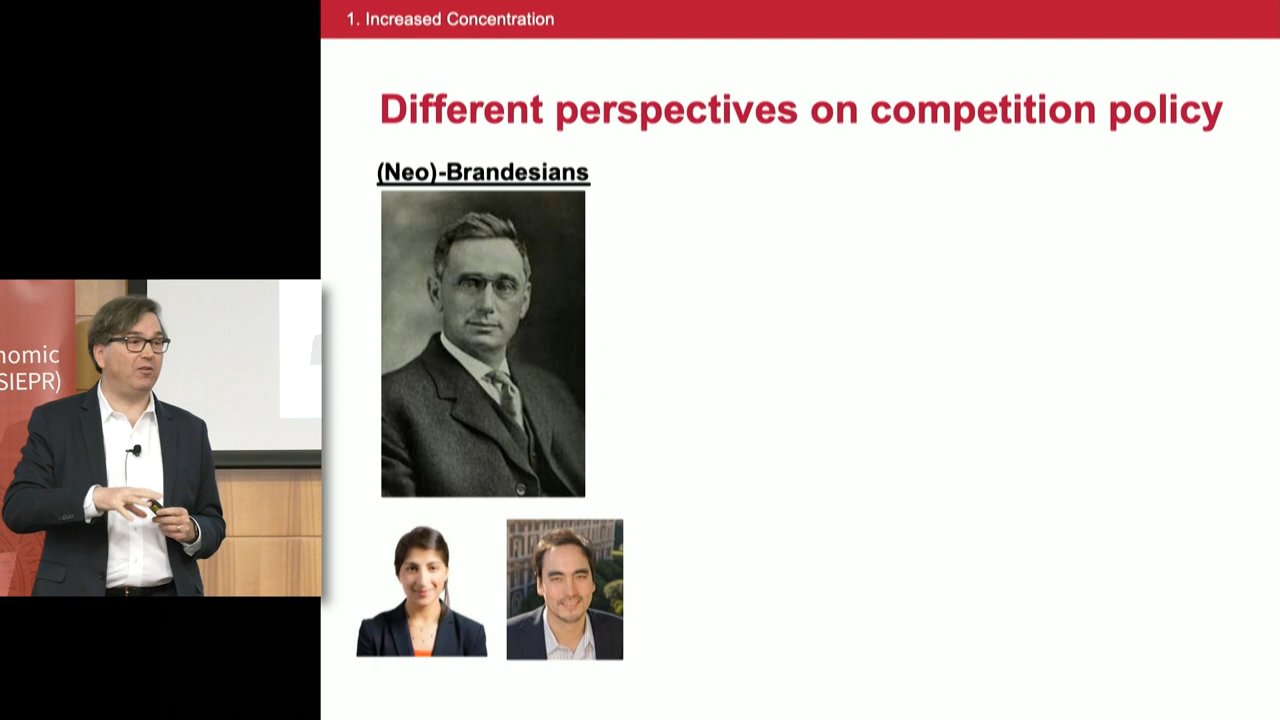 1. Increased Concentration
Different perspectives on competition policy
(Neo)-Brandesians
nomic
SIEPR)